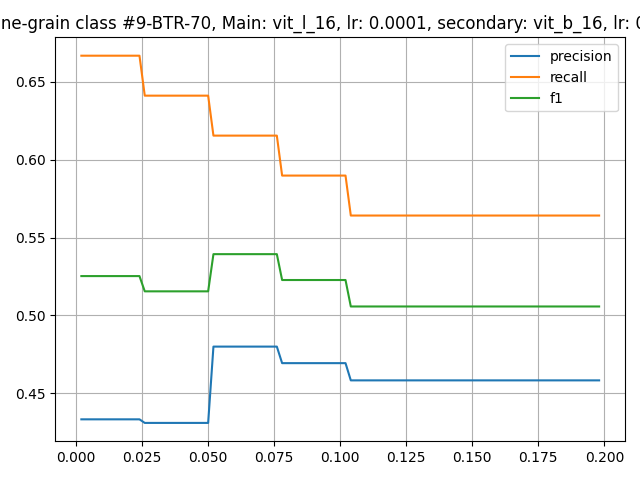 ne-grain class #9-BTR-70, Main: vit_l_16, lr: 0.0001, secondary: vit_b_16, lr: 0
precision
recall
f1
0.65
0.60
0.55
0.50
0.45
0.000 0.025 0.050 0.075 0.100 0.125 0.150 0.175 0.200